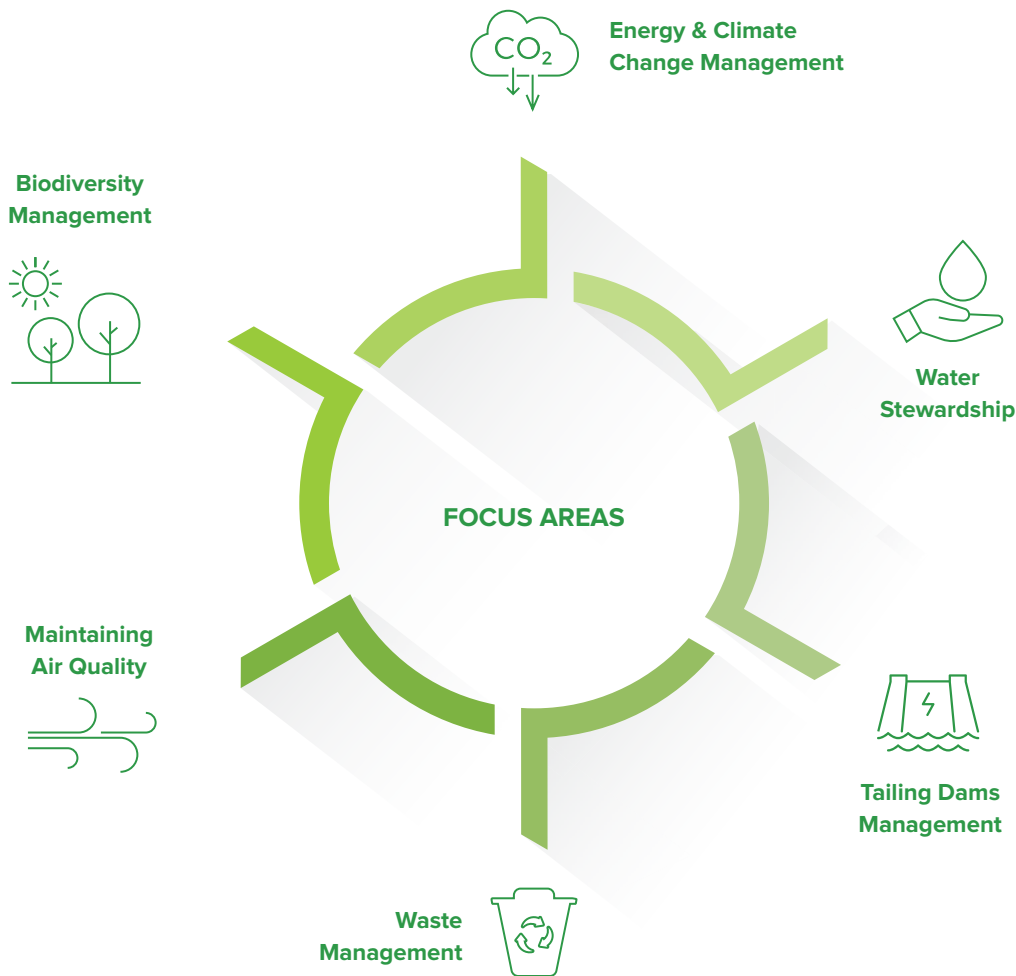 CO2
Energy & Climate
Change Management
Biodiversity
Management
Water
Stewardship
FOCUS AREAS
Maintaining
Air Quality
Tailing Dams
Management
Waste
Management